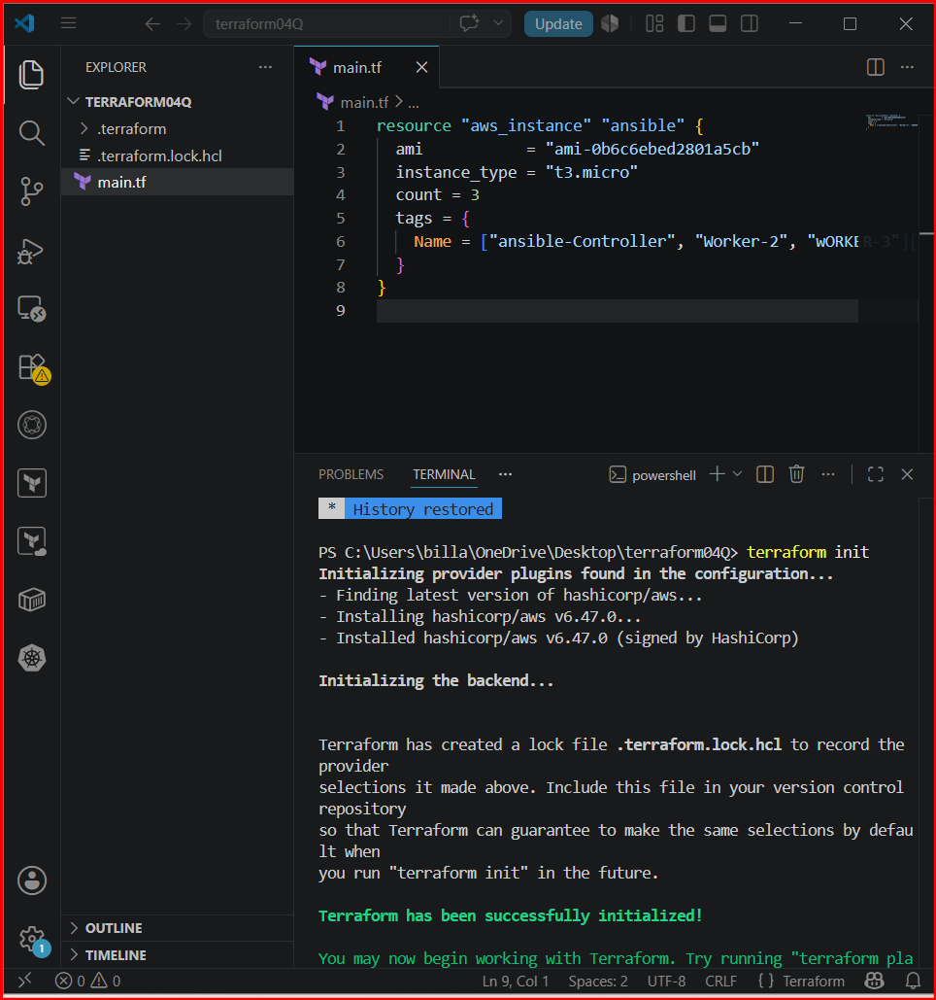 terraform04Q
Update
EXPLORER
TERRAFORM04Q
.terraform
.terraform.lock.hcl
main.tf
OUTLINE
TIMELINE
main.tf
main.tf > ...
1 resource "aws_instance" "ansible" {
2 ami = "ami-0b6c6ebed2801a5cb"
3 instance_type = "t3.micro"
4 count = 3
5 tags = {
6 Name = ["ansible-Controller", "Worker-2", "wORKER-3"][
7 }
8 }
9
PROBLEMS TERMINAL ...
powershell
* History restored
PS C:\Users\billa\OneDrive\Desktop\terraform04Q> terraform init
Initializing provider plugins found in the configuration...
- Finding latest version of hashicorp/aws...
- Installing hashicorp/aws v6.47.0...
- Installed hashicorp/aws v6.47.0 (signed by HashiCorp)
Initializing the backend...
Terraform has created a lock file .terraform.lock.hcl to record the
provider
selections it made above. Include this file in your version control
repository
so that Terraform can guarantee to make the same selections by defau
lt when
you run "terraform init" in the future.
Terraform has been successfully initialized!
You may now begin working with Terraform. Try running "terraform pla
1
0 0 Ln 9, Col 1 Spaces: 2 UTF-8 CRLF { } Terraform